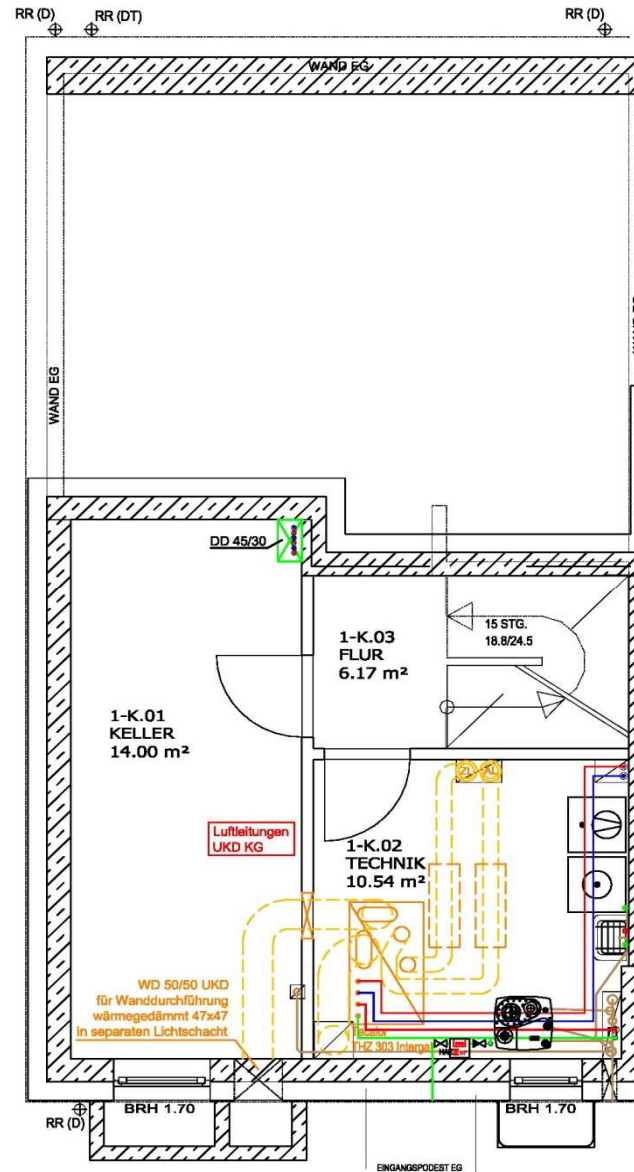 RR (D)
RR (DT)
RR (D)
WAND EG
WAND EG
DD 45/30
1-K.03
FLUR
6.17 m²
15 STG.
18.8/24.5
1-K.01
KELLER
14.00 m²
Luftleitungen
UKD KG
1-K.02
TECHNIK
10.54 m²
WD 50/50 UKD
für Wanddurchführung
wärmegedämmt 47x47
in separaten Lichtschacht
THZ 303 Integal
BRH 1.70
BRH 1.70
RR (D)
EINGANGSPODEST EG